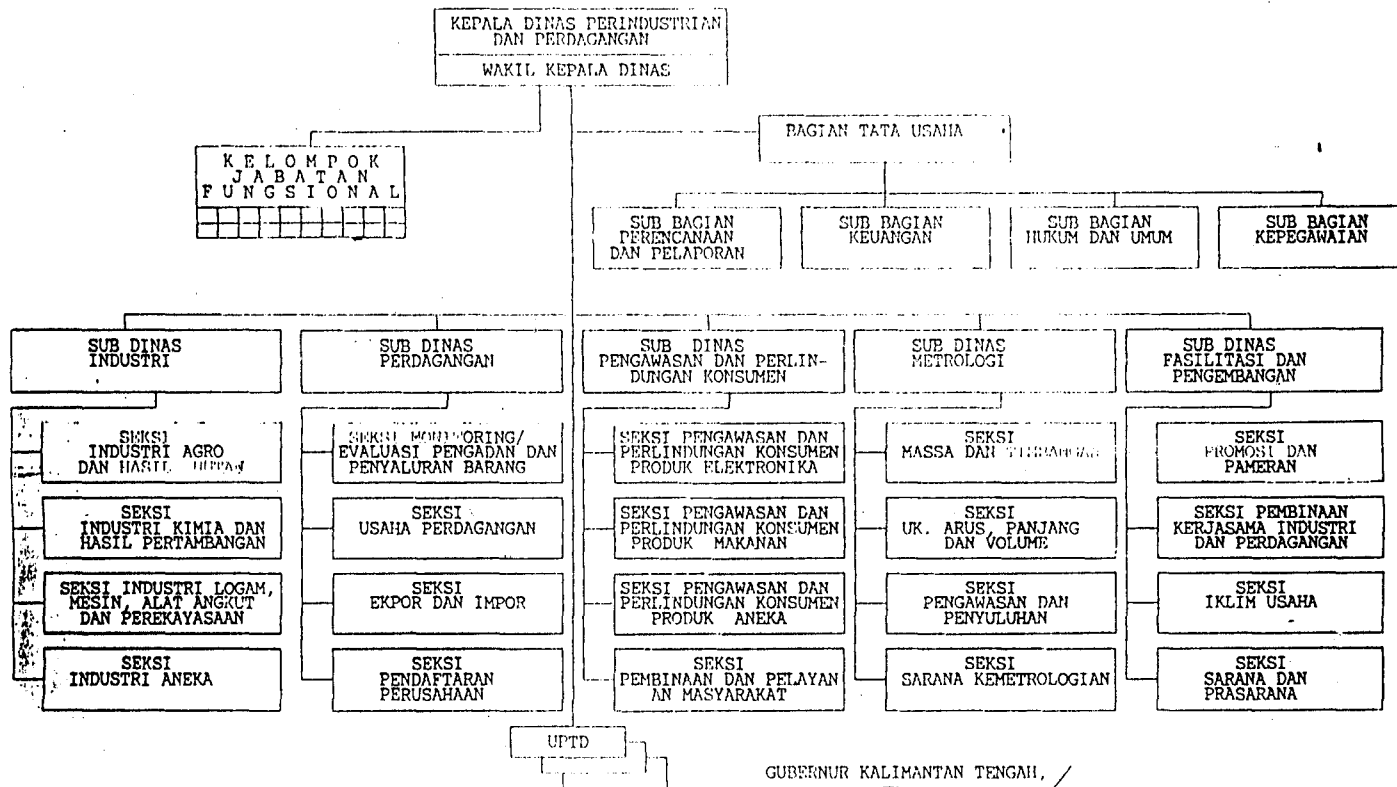 KEPALA DINAS PERINDUSTRIAN
DAN PERDAGANGAN
WAKIL KEPALA DINAS
BAGIAN TATA USAHA
K E L O M P O K
J A B A T A N
F U N G S I O N A L
SUB BAGIAN
PERENCANAAN
DAN PELAPORAN
SUB BAGIAN
KEUANGAN
SUB BAGIAN
HUKUM DAN UMUM
SUB BAGIAN
KEPEGAWAIAN
SUB DINAS
INDUSTRI
SUB DINAS
PERDAGANGAN
SUB DINAS
PENGAWASAN DAN PERLIN-
DUNGAN KONSUMEN
SUB DINAS
METROLOGI
SUB DINAS
FASILITASI DAN
PENGEMBANGAN
SEKSI
INDUSTRI AGRO
DAN HASIL HUTAN
SEKSI MONITORING/
EVALUASI PENGADAN DAN
PENYALURAN BARANG
SEKSI PENGAWASAN DAN
PERLINDUNGAN KONSUMEN
PRODUK ELEKTRONIKA
SEKSI
MASSA DAN TIMBANGAN
SEKSI
PROMOSI DAN
PAMERAN
SEKSI
INDUSTRI KIMIA DAN
HASIL PERTAMBANGAN
SEKSI
USAHA PERDAGANGAN
SEKSI PENGAWASAN DAN
PERLINDUNGAN KONSUMEN
PRODUK MAKANAN
SEKSI
UK. ARUS, PANJANG
DAN VOLUME
SEKSI PEMBINAAN
KERJASAMA INDUSTRI
DAN PERDAGANGAN
SEKSI INDUSTRI LOGAM,
MESIN, ALAT ANGKUT
DAN PEREKAYASAAN
SEKSI
EKPOR DAN IMPOR
SEKSI PENGAWASAN DAN
PERLINDUNGAN KONSUMEN
PRODUK ANEKA
SEKSI
PENGAWASAN DAN
PENYULUHAN
SEKSI
IKLIM USAHA
SEKSI
INDUSTRI ANEKA
SEKSI
PENDAFTARAN
PERUSAHAAN
SEKSI
PEMBINAAN DAN PELAYAN
AN MASYARAKAT
SEKSI
SARANA KEMETROLOGIAN
SEKSI
SARANA DAN
PRASARANA
UPTD
GUBERNUR KALIMANTAN TENGAH,